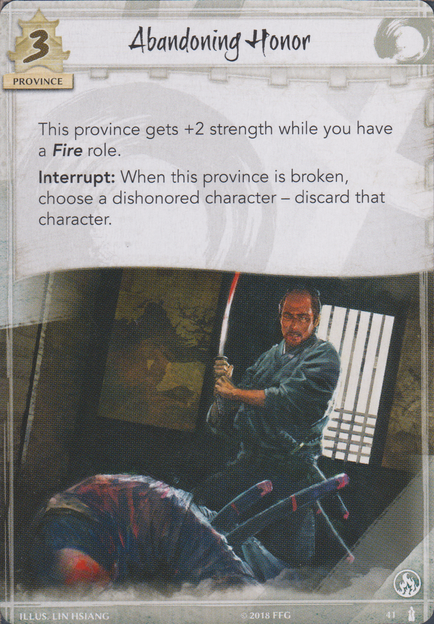 3
Abandoning Honor
PROVINCE
This province gets +2 strength while you have
a Fire role.
Interrupt: When this province is broken,
choose a dishonored character – discard that
character.
ILLUS. LIN HSIANG © 2018 FFG 41